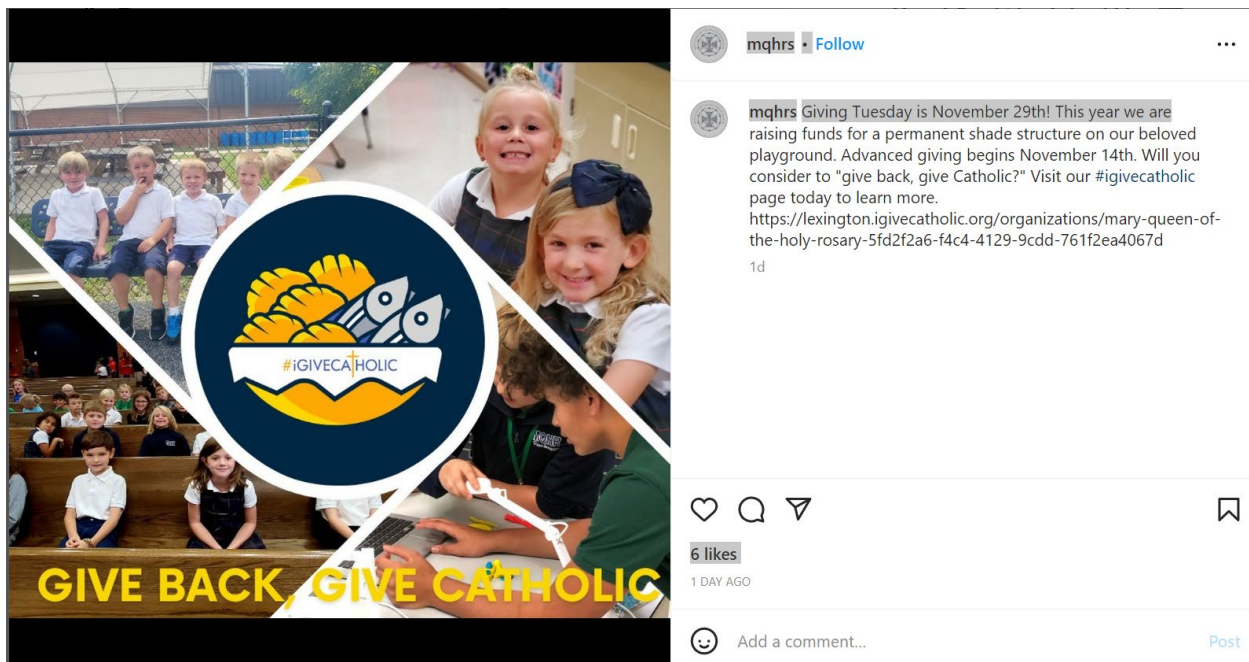 #iGIVECATHOLIC
GIVE BACK, GIVE CATHOLIC
mqhrs • Follow
mqhrs Giving Tuesday is November 29th! This year we are
raising funds for a permanent shade structure on our beloved
playground. Advanced giving begins November 14th. Will you
consider to "give back, give Catholic?" Visit our #igivecatholic
page today to learn more.
https://lexington.igivecatholic.org/organizations/mary-queen-of-
the-holy-rosary-5fd2f2a6-f4c4-4129-9cdd-761f2ea4067d
1d
6 likes
1 DAY AGO
Add a comment...
Post